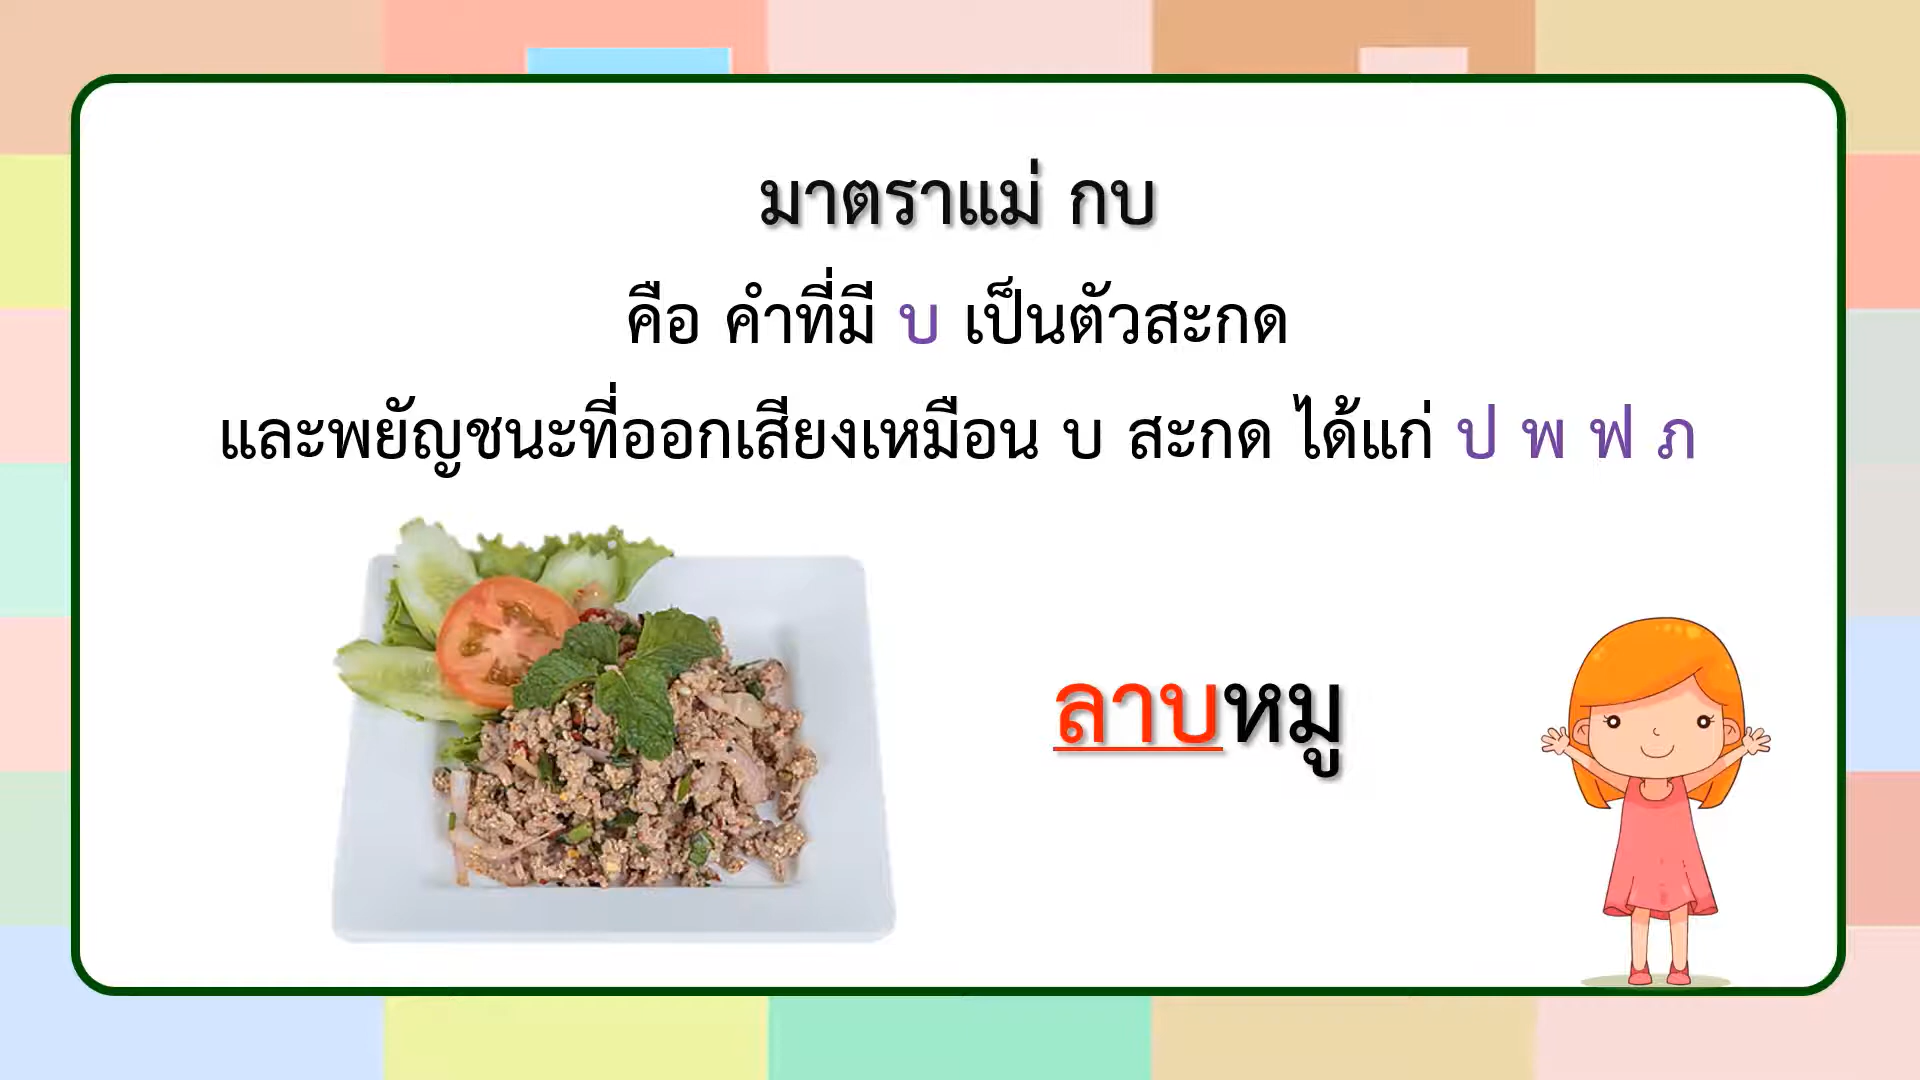 มาตราแม่ กบ
คือ คำที่มี บ เป็นตัวสะกด
และพยัญชนะที่ออกเสียงเหมือน บ สะกด ได้แก่ ป พ ฟ ภ
ลาบหมู